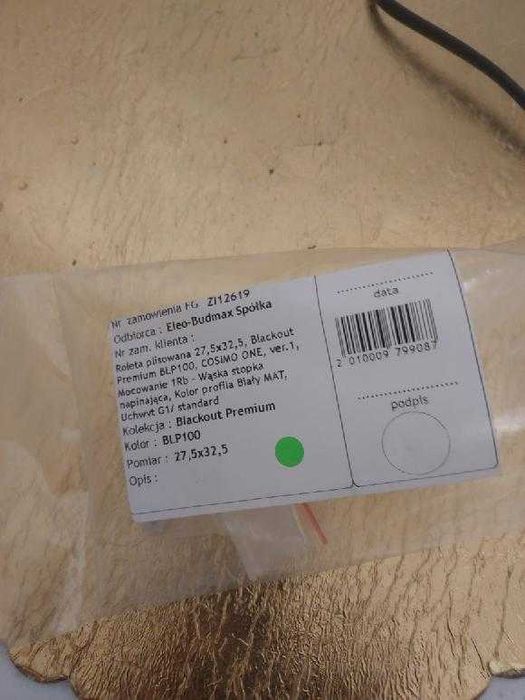 Nr zamowienia FG ZI12619
Odbiorca : Eleo-Budmax Spółka
Nr zam. klienta :
Roleta plisowana 27,5x32,5, Blackout
Premium BLP100, COSIMO ONE, ver.1,
Mocowanie 1Rb - Wąska stopka
napinająca, Kolor profila Biały MAT,
Uchwyt G1/ standard
Kolekcja : Blackout Premium
Kolor : BLP100
Pomiar : 27,5x32,5
Opis :
data
2 010009 799087
podpis